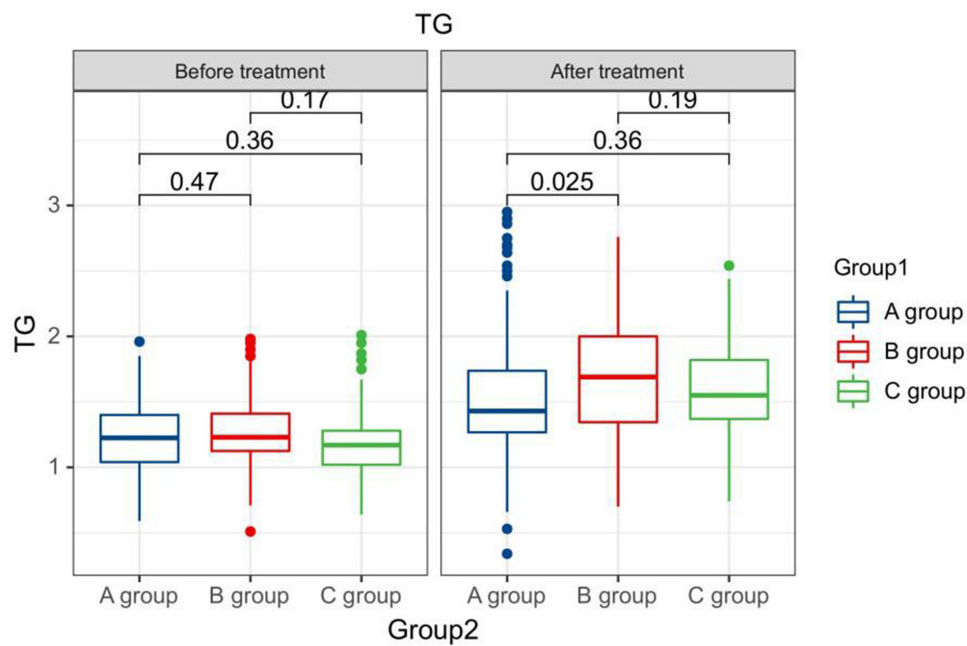 TG
Before treatment After treatment
0.17 0.19
0.36 0.36
0.47 0.025
3
2
1
TG
Group1
A group
B group
C group
A group B group C group A group B group C group
Group2